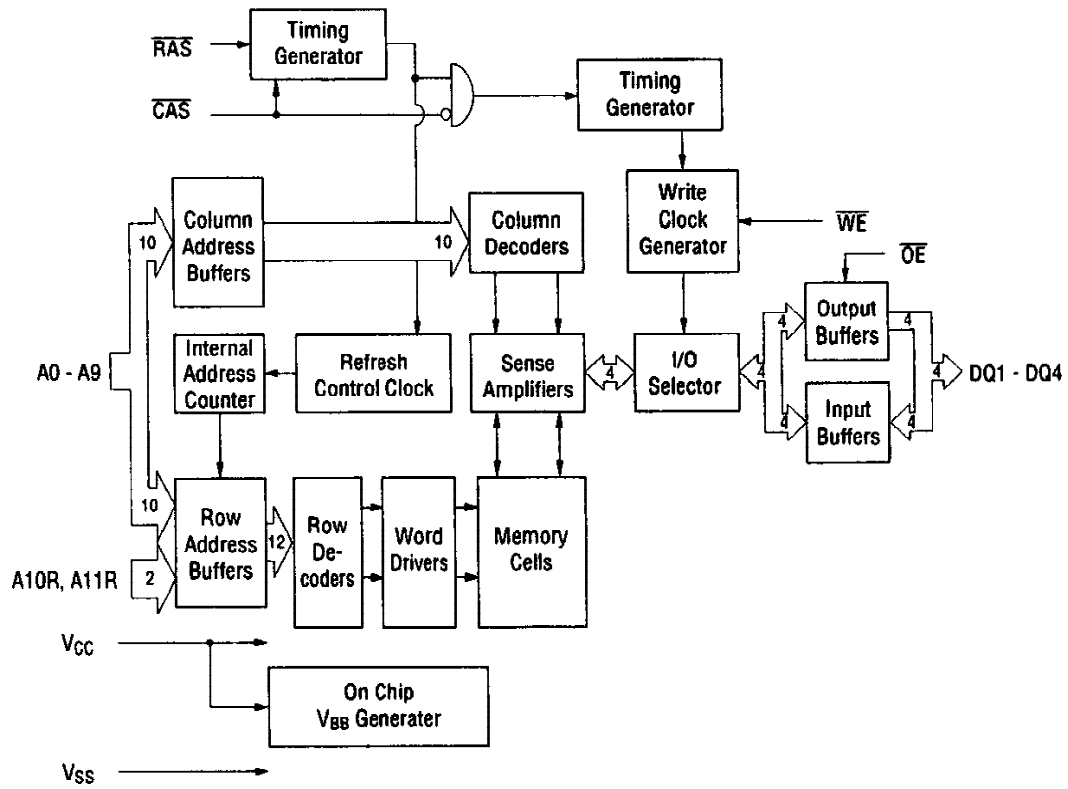 RAS
Timing
Generator
CAS
Timing
Generator
Column
Address
Buffers
10
10
Column
Decoders
Write
Clock
Generator
WE
OE
Output
Buffers
4
4
A0 - A9
Internal
Address
Counter
Refresh
Control Clock
Sense
Amplifiers
4
I/O
Selector
4
DQ1 - DQ4
4
Input
Buffers
4
10
Row
Address
Buffers
12
Row
De-
coders
Word
Drivers
Memory
Cells
A10R, A11R
2
VCC
On Chip
VBB Generater
VSS